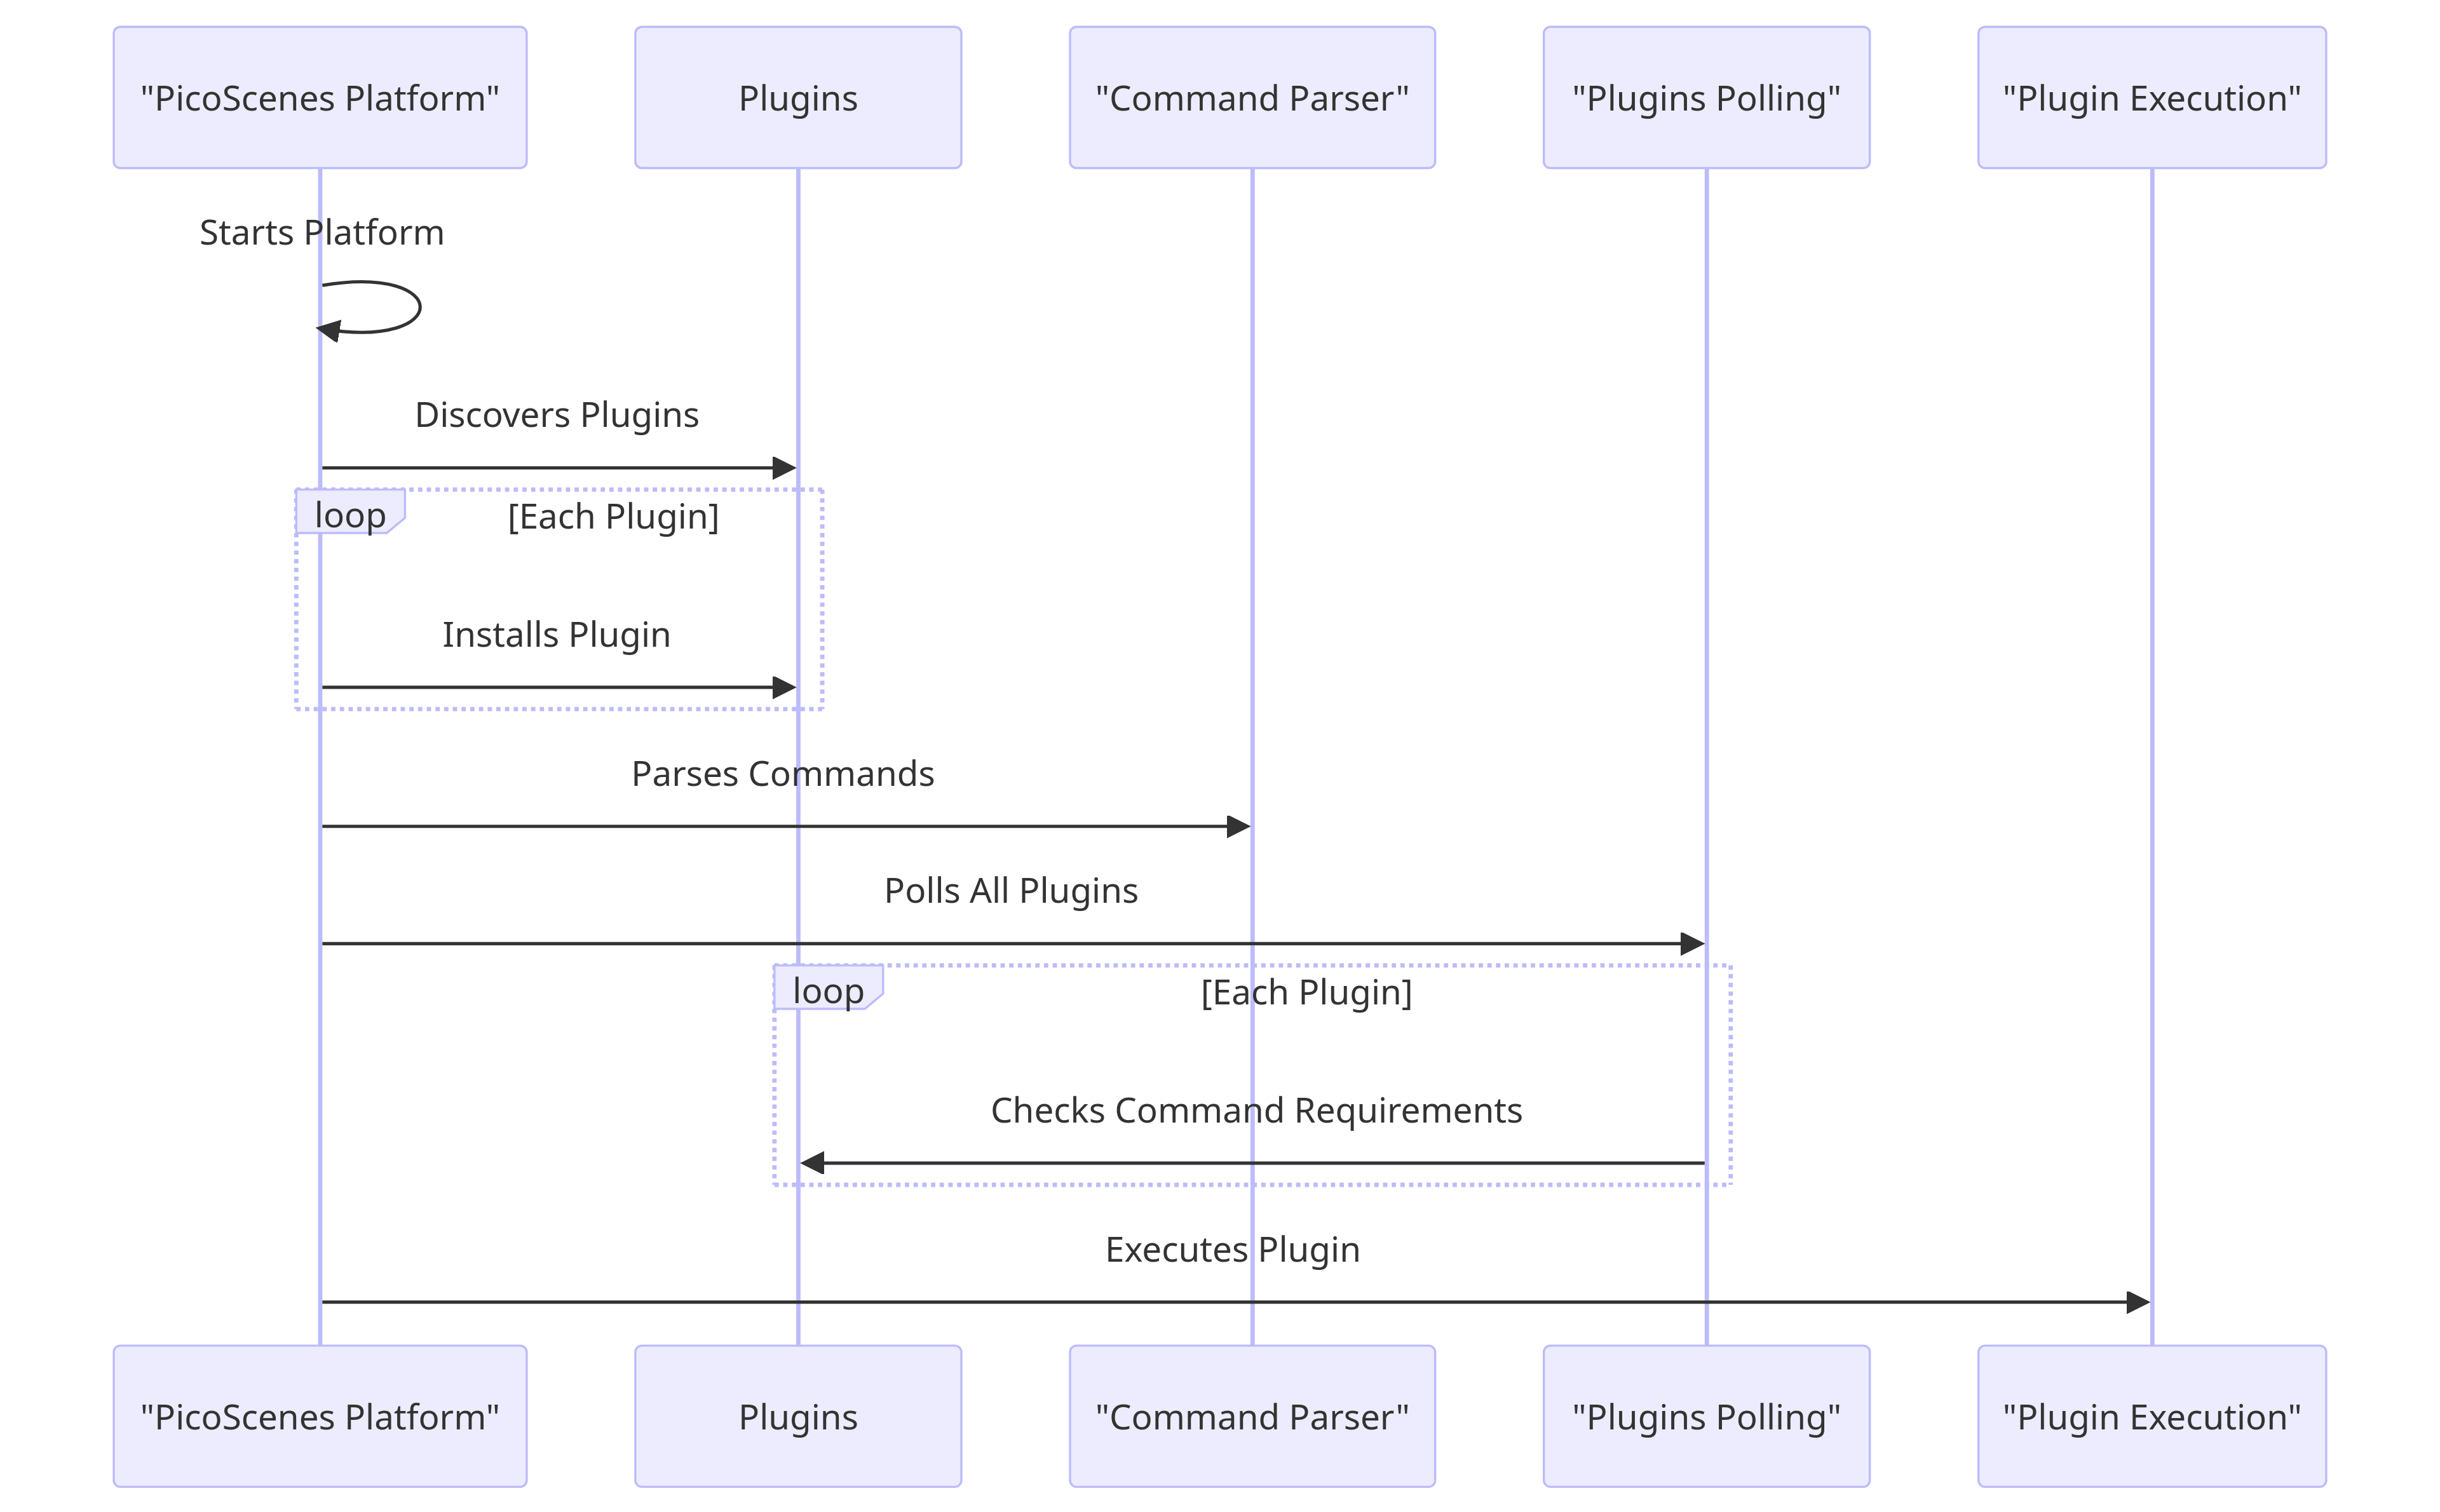 "PicoScenes Platform"
Plugins
"Command Parser"
"Plugins Polling"
"Plugin Execution"
Starts Platform
Discovers Plugins
loop
[Each Plugin]
Installs Plugin
Parses Commands
Polls All Plugins
loop
[Each Plugin]
Checks Command Requirements
Executes Plugin
"PicoScenes Platform"
Plugins
"Command Parser"
"Plugins Polling"
"Plugin Execution"